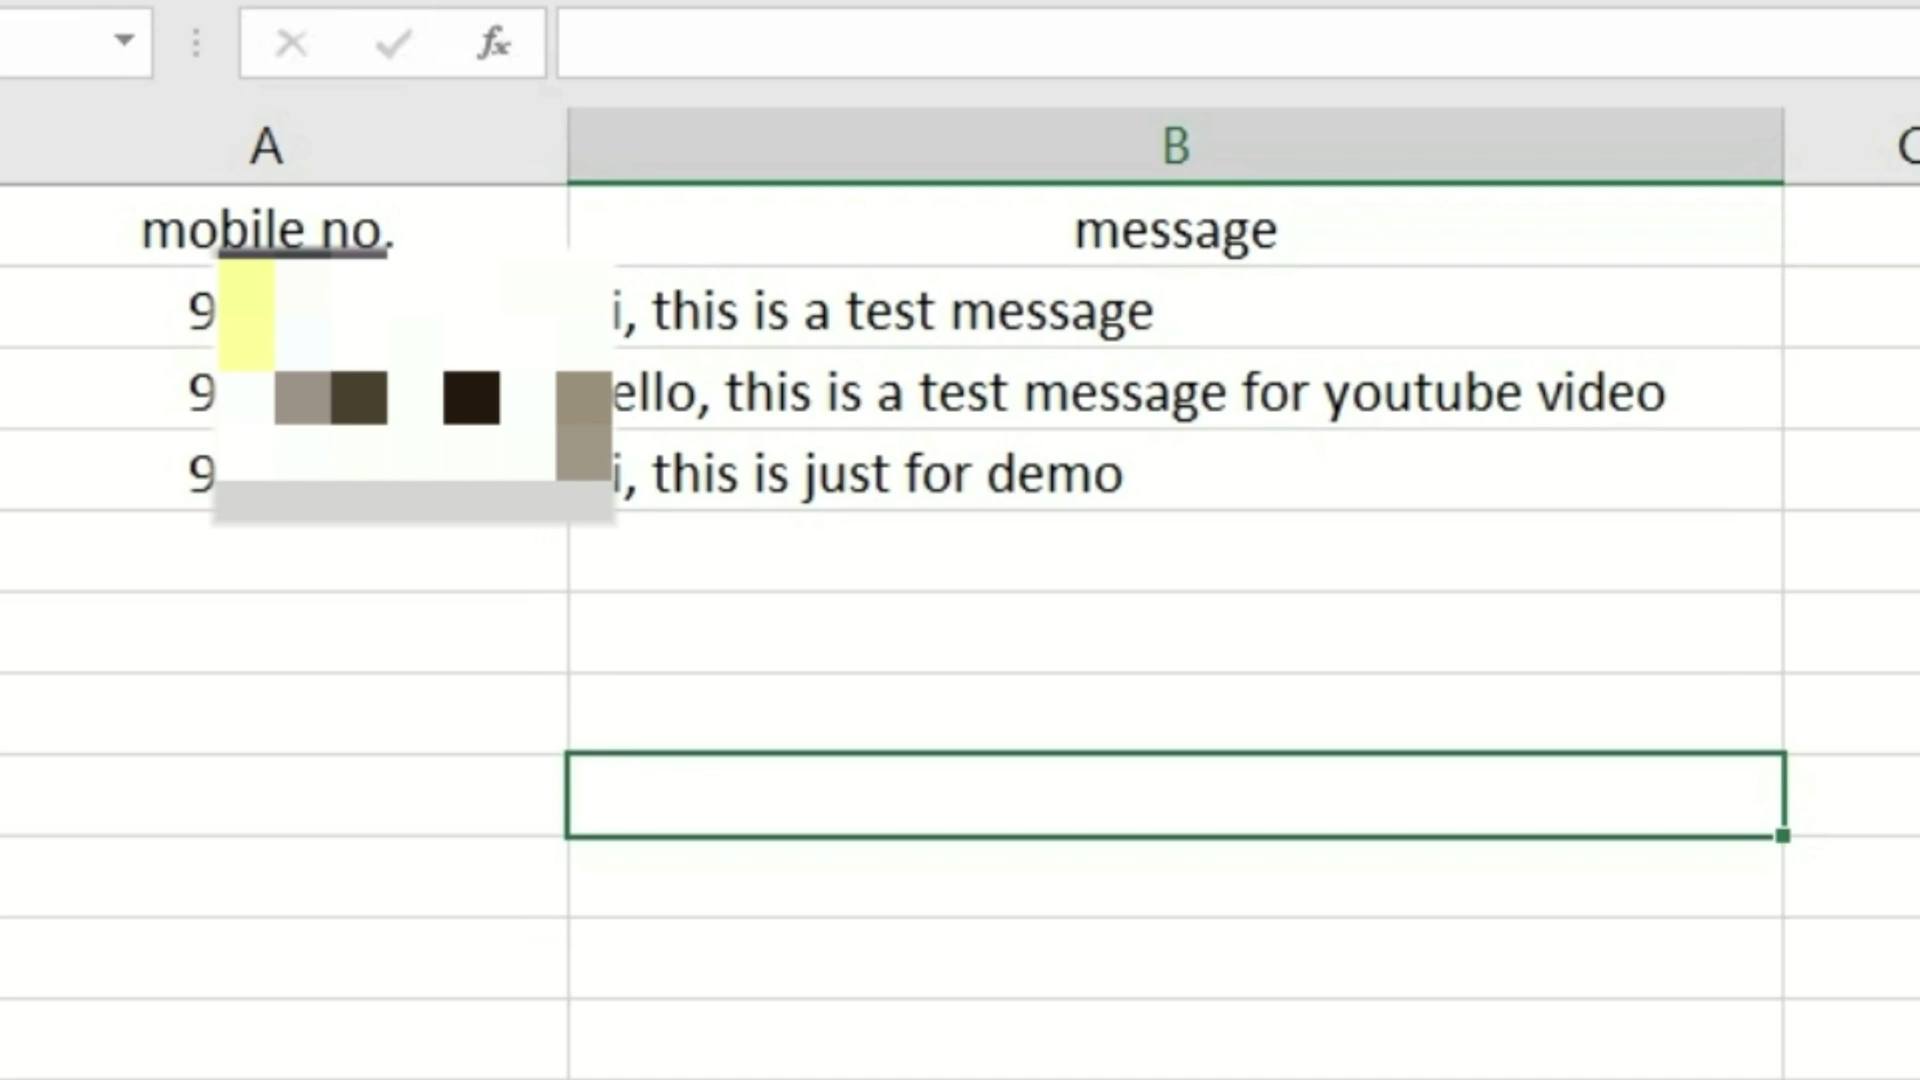 fx
A B C
mobile no. message
9 i, this is a test message
9 ello, this is a test message for youtube video
9 i, this is just for demo